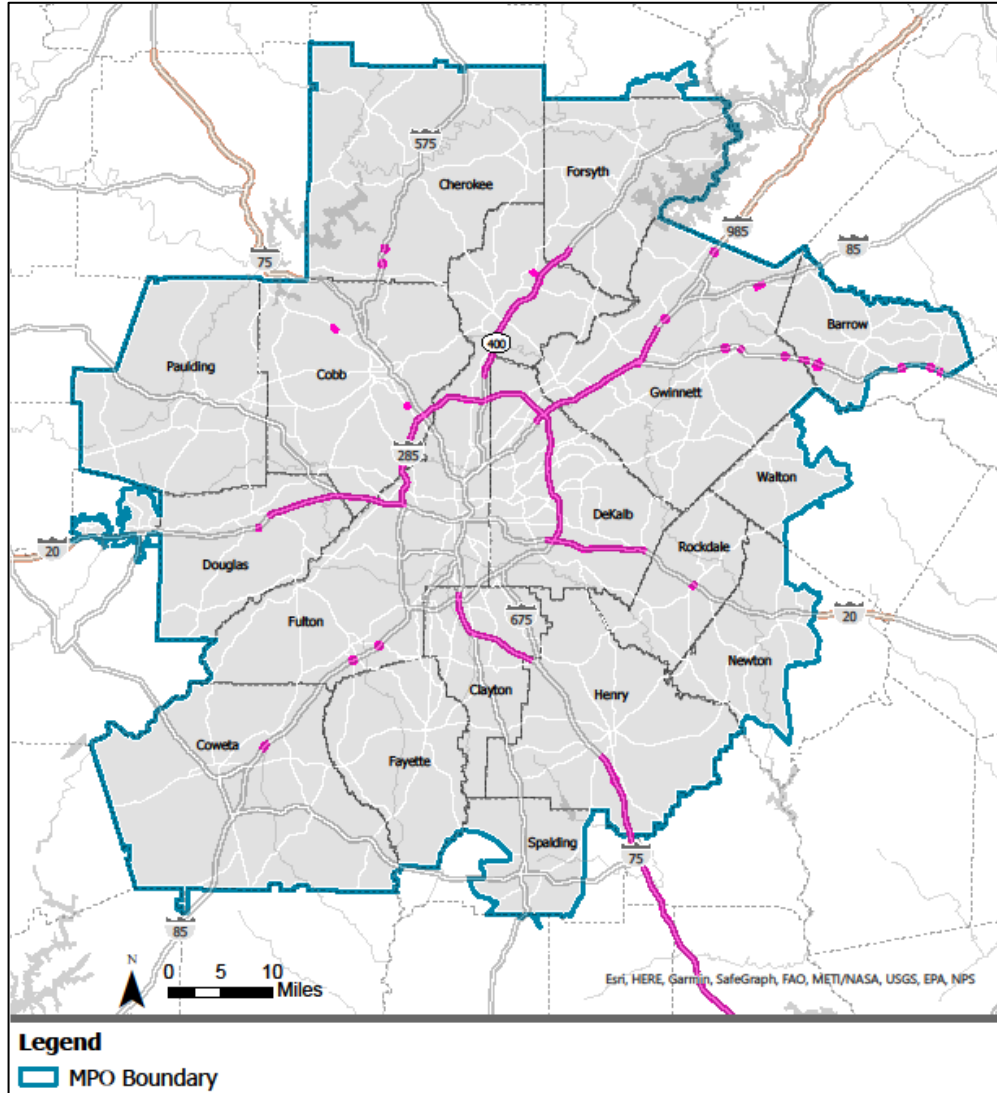 575
Forsyth
Cherokee
985
85
75
Barrow
400
Paulding
Cobb
Gwinnett
285
Walton
DeKalb
Rockdale
20
Douglas
20
675
Fulton
Newton
Clayton
Henry
Coweta
Fayette
Spalding
75
85
N
0 5 10
Miles
Esri, HERE, Garmin, SafeGraph, FAO, METI/NASA, USGS, EPA, NPS
Legend
MPO Boundary